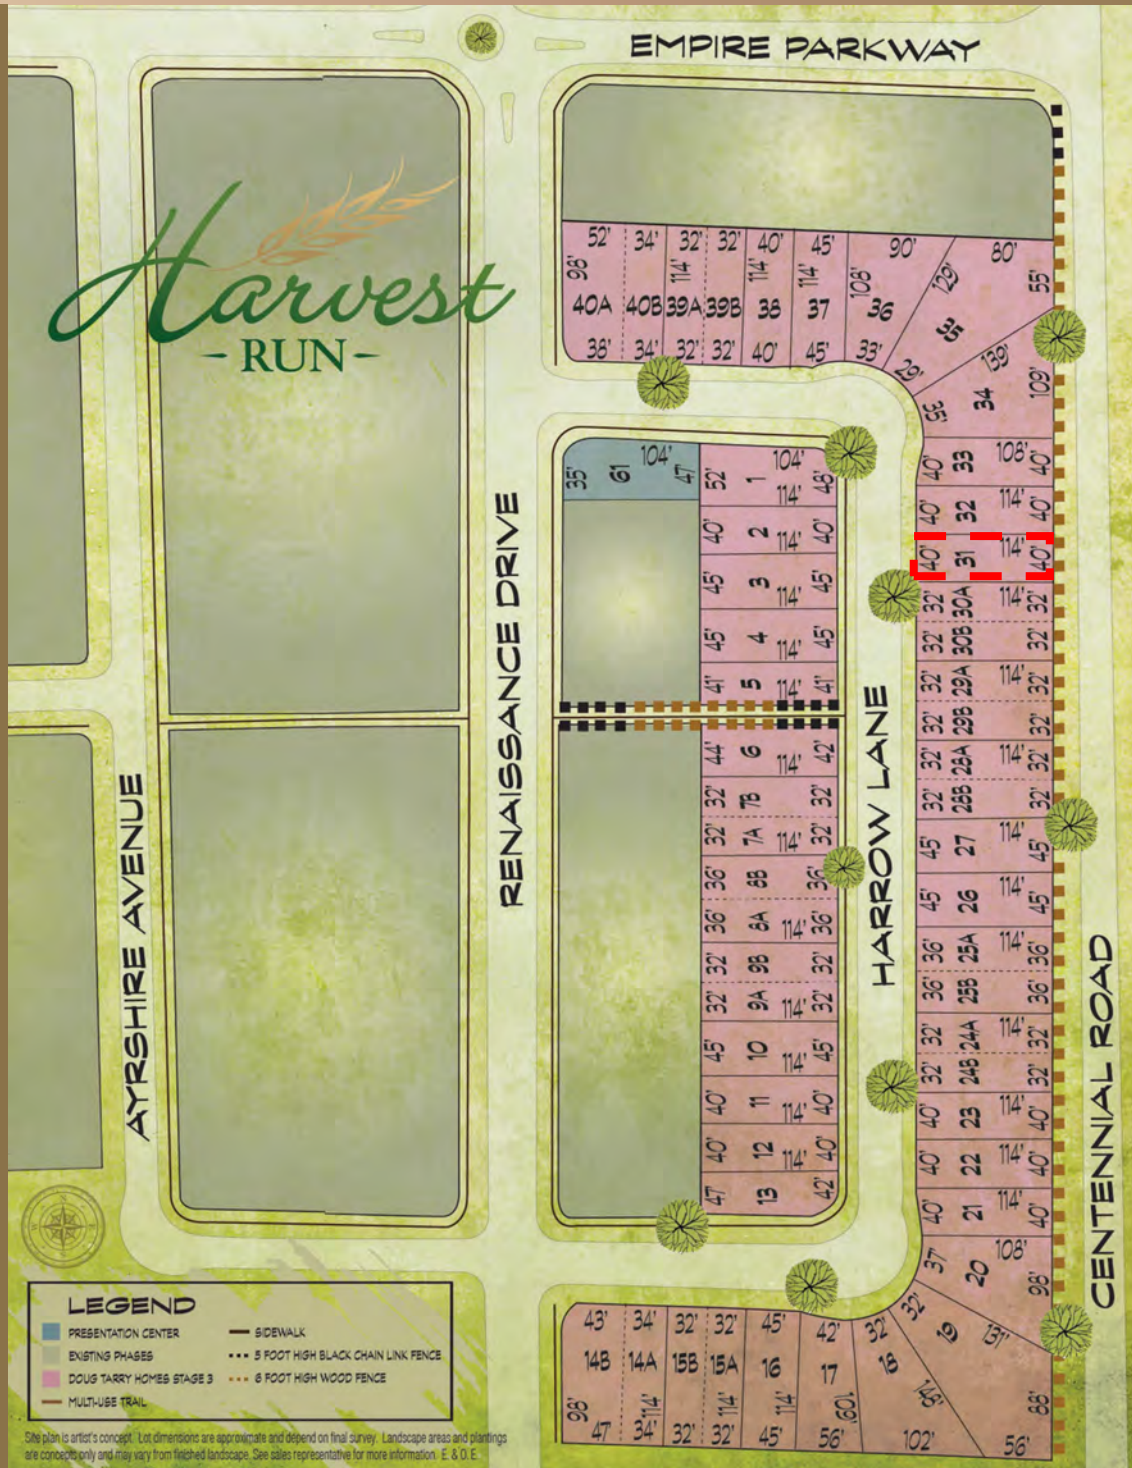 EMPIRE PARKWAY
Harvest
- RUN -
52' 34' 32' 32' 40' 45' 90' 80'
98' 114' 114' 114' 108' 129' 55'
40A 40B 39A 39B 38 37 36 35
38' 34' 32' 32' 40' 45' 33' 29'
139' 109'
35 34
40' 33 108' 40'
40' 32 114' 40'
40' 31 114' 40'
32' 30A 114' 32'
32' 30B 32'
32' 29A 114' 32'
32' 29B 32'
32' 28A 114' 32'
32' 28B 32'
45' 27 114' 45'
45' 26 114' 45'
36' 25A 114' 36'
36' 25B 36'
32' 24A 114' 32'
32' 24B 32'
40' 23 114' 40'
40' 22 114' 40'
40' 21 114' 40'
37' 20 108' 98'
32' 19 131' 88'
35' 61 104' 47'
52' 1 104' 114' 48'
40' 2 114' 40'
45' 3 114' 45'
45' 4 114' 45'
41' 5 114' 41'
44' 6 114' 42'
32' 7B 32'
32' 7A 114' 32'
36' 8B 36'
36' 8A 114' 36'
32' 9B 32'
32' 9A 114' 32'
45' 10 114' 45'
40' 11 114' 40'
40' 12 114' 40'
47' 13 42'
AYRSHIRE AVENUE
RENAISSANCE DRIVE
HARROW LANE
CENTENNIAL ROAD
43' 34' 32' 32' 45' 42' 32'
14B 14A 15B 15A 16 17 18
98' 114' 114' 114' 109'
47' 34' 32' 32' 45' 56' 102' 56'
LEGEND
PRESENTATION CENTER
EXISTING PHASES
DOUG TARRY HOMES STAGE 3
MULTI-USE TRAIL
SIDEWALK
5 FOOT HIGH BLACK CHAIN LINK FENCE
6 FOOT HIGH WOOD FENCE
Site plan is artist's concept. Lot dimensions are approximate and depend on final survey. Landscape areas and plantings
are concepts only and may vary from finished landscape. See sales representative for more information. E. & O. E.